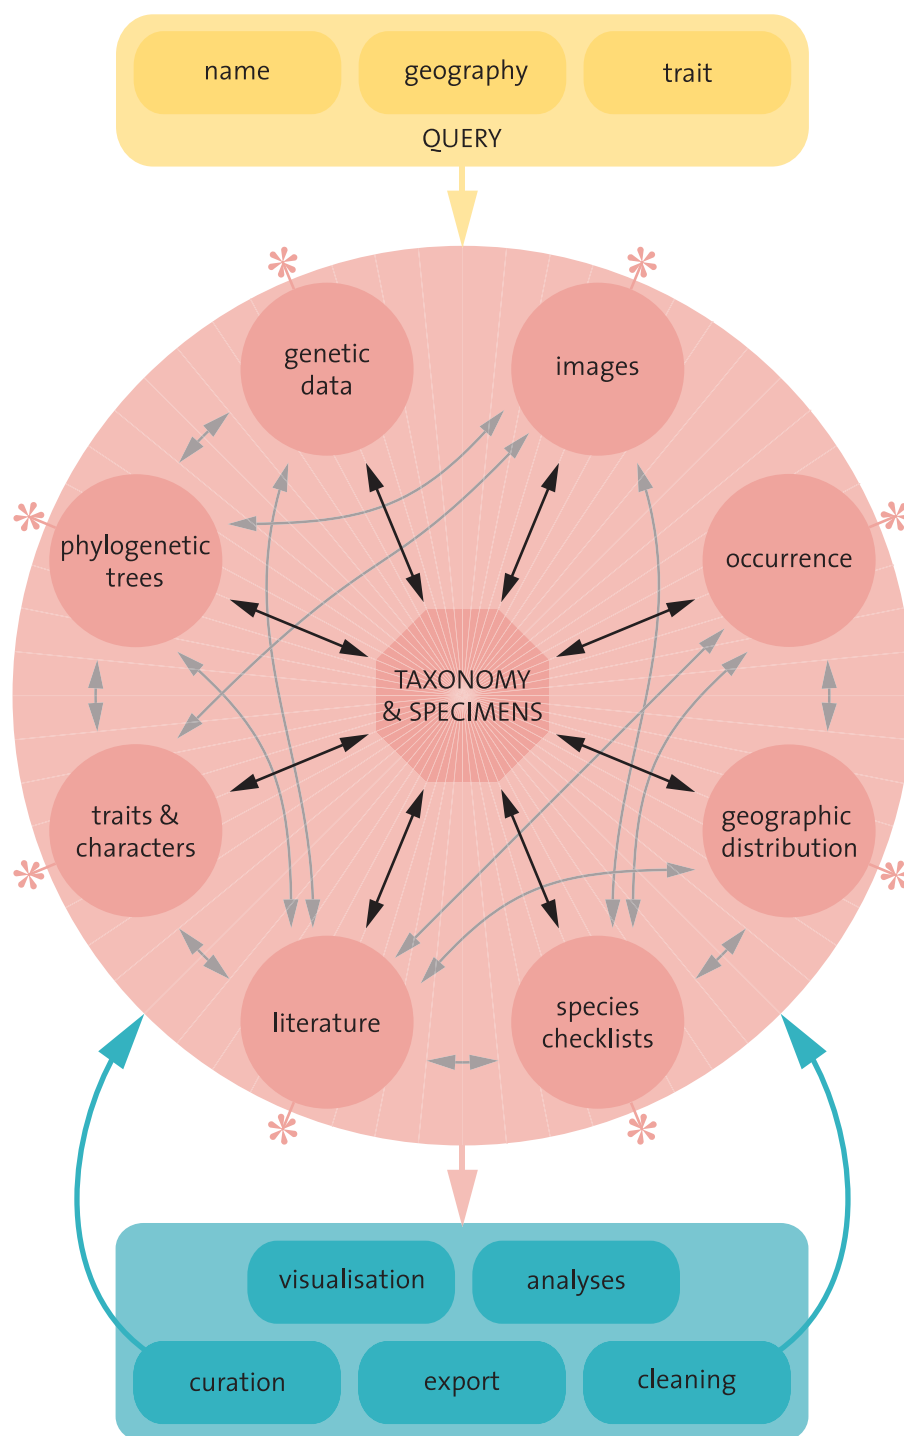 name
geography
trait
QUERY
genetic
data
images
phylogenetic
trees
occurrence
TAXONOMY
& SPECIMENS
traits &
characters
geographic
distribution
literature
species
checklists
visualisation
analyses
curation
export
cleaning